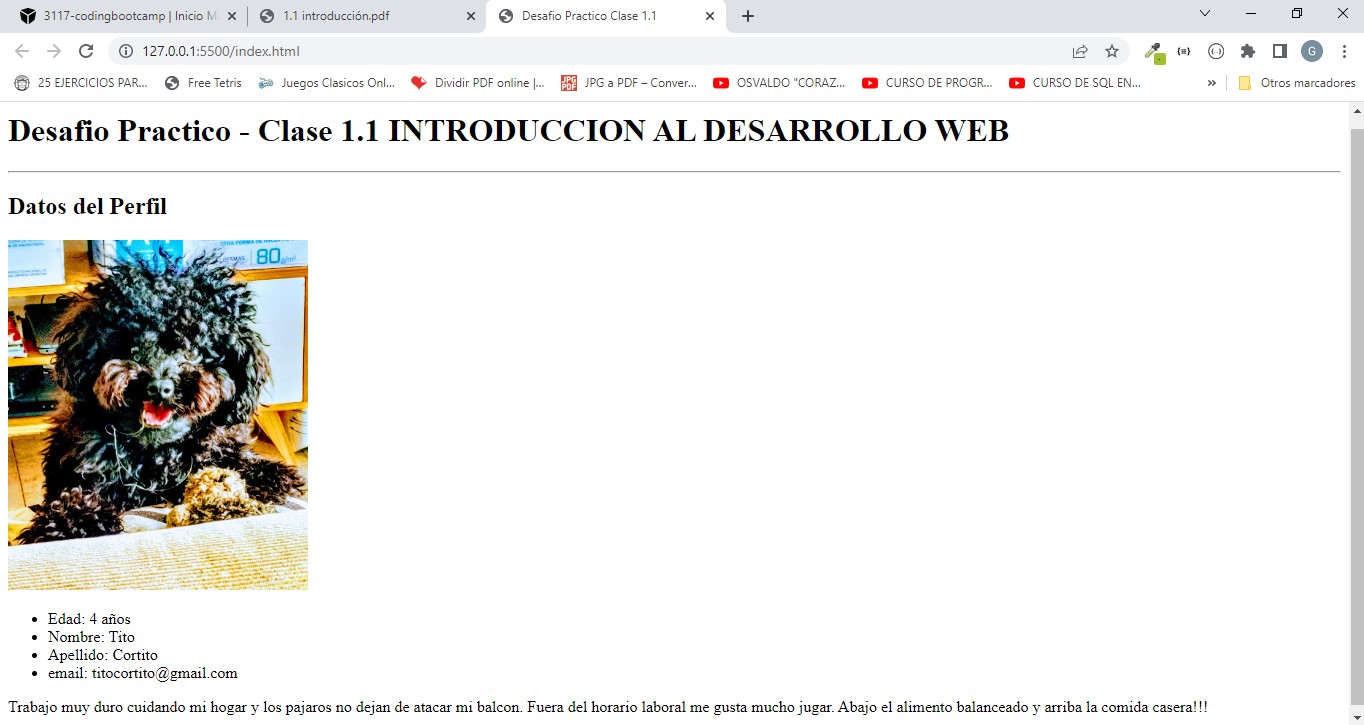 3117-codingbootcamp | Inicio M
1.1 introducción.pdf
Desafio Practico Clase 1.1
127.0.0.1:5500/index.html
G
25 EJERCICIOS PAR...
Free Tetris
Juegos Clasicos Onl...
Dividir PDF online |...
JPG PDF
JPG a PDF – Conver...
OSVALDO "CORAZ...
CURSO DE PROGR...
CURSO DE SQL EN...
»
Otros marcadores
Desafio Practico - Clase 1.1 INTRODUCCION AL DESARROLLO WEB
Datos del Perfil
80 g/m²
• Edad: 4 años
• Nombre: Tito
• Apellido: Cortito
• email: titocortito@gmail.com
Trabajo muy duro cuidando mi hogar y los pajaros no dejan de atacar mi balcon. Fuera del horario laboral me gusta mucho jugar. Abajo el alimento balanceado y arriba la comida casera!!!